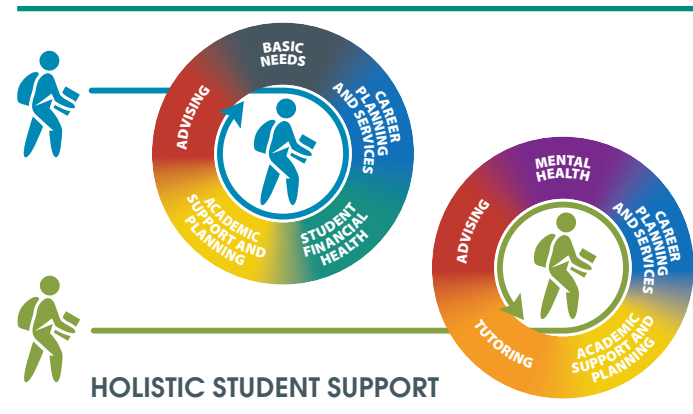 BASIC
NEEDS
CAREER
PLANNING
AND SERVICES
STUDENT
FINANCIAL
HEALTH
ACADEMIC
SUPPORT AND
PLANNING
ADVISING
MENTAL
HEALTH
CAREER
PLANNING
AND SERVICES
ACADEMIC
SUPPORT AND
PLANNING
TUTORING
ADVISING
HOLISTIC STUDENT SUPPORT